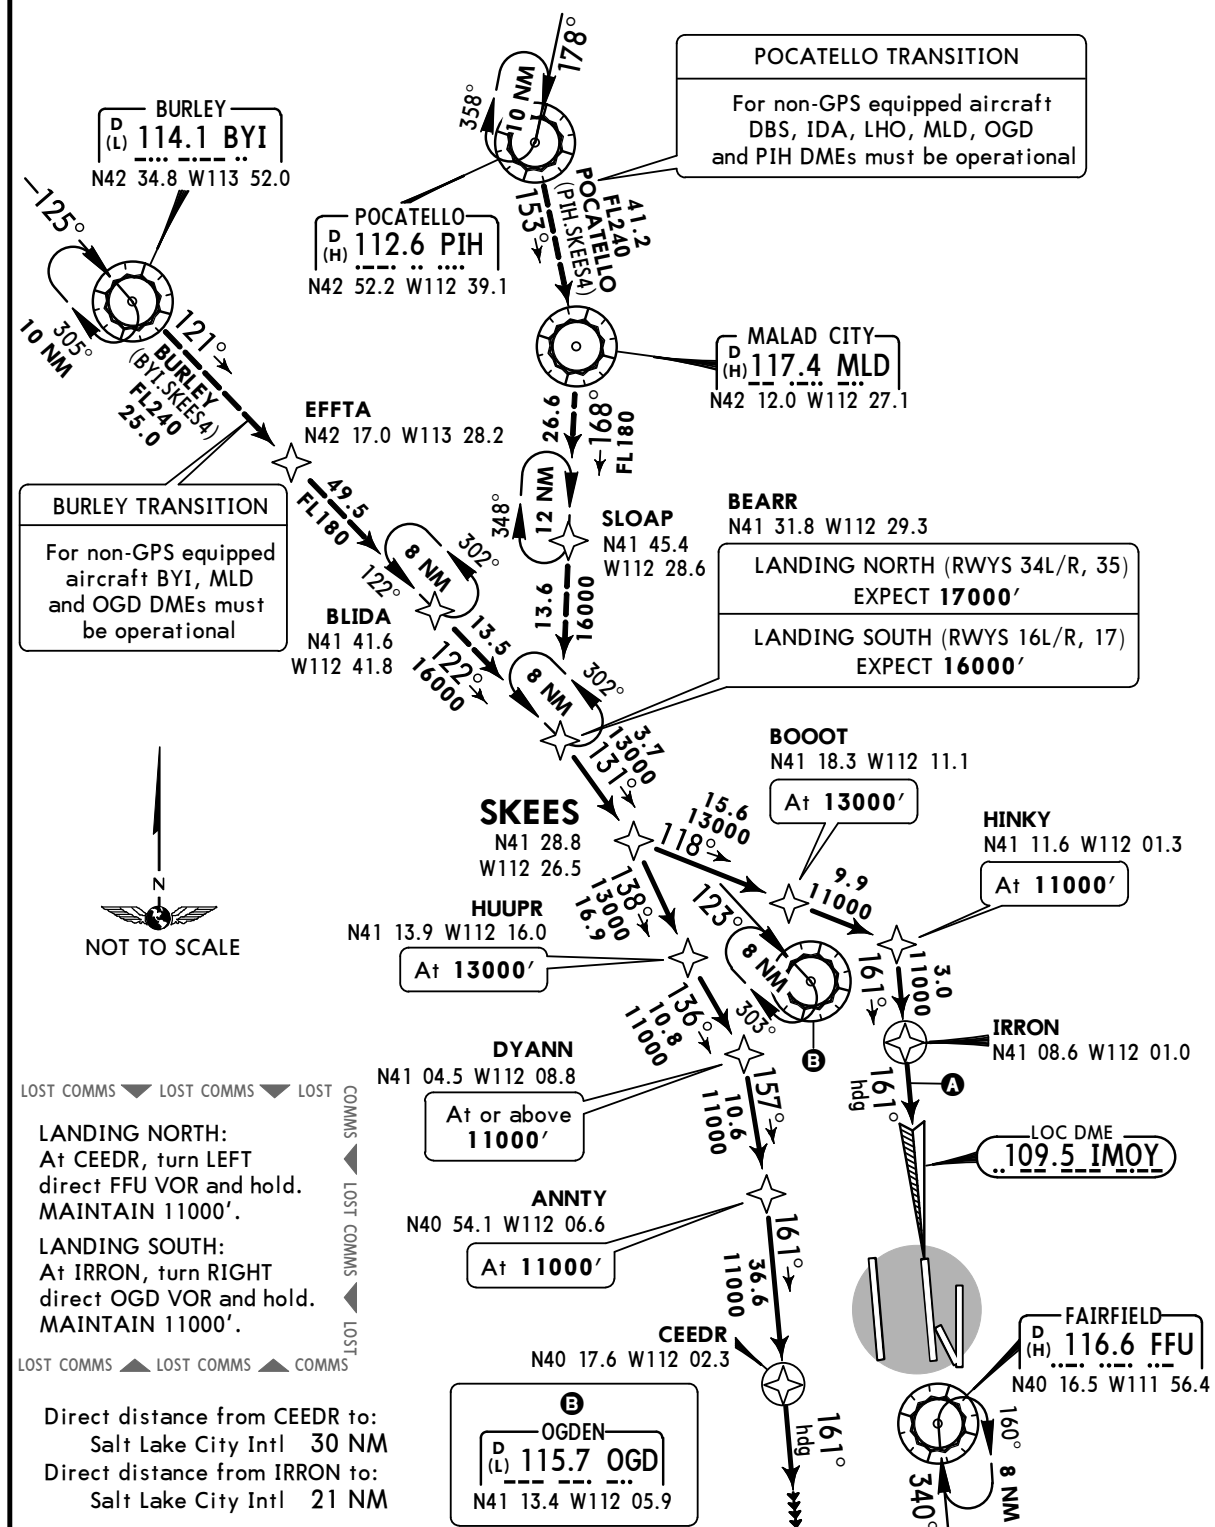 178°
358°
10 NM
POCATELLO TRANSITION
For non-GPS equipped aircraft
DBS, IDA, LHO, MLD, OGD
and PIH DMEs must be operational
BURLEY
D
(L) 114.1 BYI
N42 34.8 W113 52.0
125°
305°
10 NM
POCATELLO
D
(H) 112.6 PIH
N42 52.2 W112 39.1
153°
41.2
FL240
POCATELLO
(PIH.SKEES4)
121°
BURLEY
(BYI.SKEES4)
FL240
25.0
MALAD CITY
D
(H) 117.4 MLD
N42 12.0 W112 27.1
EFFTA
N42 17.0 W113 28.2
26.6
168°
FL180
BURLEY TRANSITION
For non-GPS equipped
aircraft BYI, MLD
and OGD DMEs must
be operational
49.5
FL180
122°
8 NM
302°
348°
12 NM
SLOAP
N41 45.4
W112 28.6
BEARR
N41 31.8 W112 29.3
LANDING NORTH (RWYS 34L/R, 35)
EXPECT 17000'
LANDING SOUTH (RWYS 16L/R, 17)
EXPECT 16000'
BLIDA
N41 41.6
W112 41.8
13.5
122°
16000
13.6
16000
8 NM
302°
3.7
13000
131°
SKEES
N41 28.8
W112 26.5
15.6
13000
118°
BOOOT
N41 18.3 W112 11.1
At 13000'
HINKY
N41 11.6 W112 01.3
At 11000'
9.9
11000
N
NOT TO SCALE
HUUPR
N41 13.9 W112 16.0
At 13000'
138°
13000
16.9
123°
8 NM
303°
B
161°
3.0
11000
IRRON
N41 08.6 W112 01.0
A
161°
hdg
136°
10.8
11000
DYANN
N41 04.5 W112 08.8
At or above
11000'
157°
10.6
11000
LOC DME
109.5 IMOY
LOST COMMS LOST COMMS LOST
COMMS LOST COMMS LOST
LANDING NORTH:
At CEEDR, turn LEFT
direct FFU VOR and hold.
MAINTAIN 11000'.
LANDING SOUTH:
At IRRON, turn RIGHT
direct OGD VOR and hold.
MAINTAIN 11000'.
LOST COMMS LOST COMMS COMMS
ANNTY
N40 54.1 W112 06.6
At 11000'
161°
36.6
11000
CEEDR
N40 17.6 W112 02.3
161°
hdg
FAIRFIELD
D
(H) 116.6 FFU
N40 16.5 W111 56.4
160°
8 NM
340°
Direct distance from CEEDR to:
Salt Lake City Intl 30 NM
Direct distance from IRRON to:
Salt Lake City Intl 21 NM
B
OGDEN
D
(L) 115.7 OGD
N41 13.4 W112 05.9